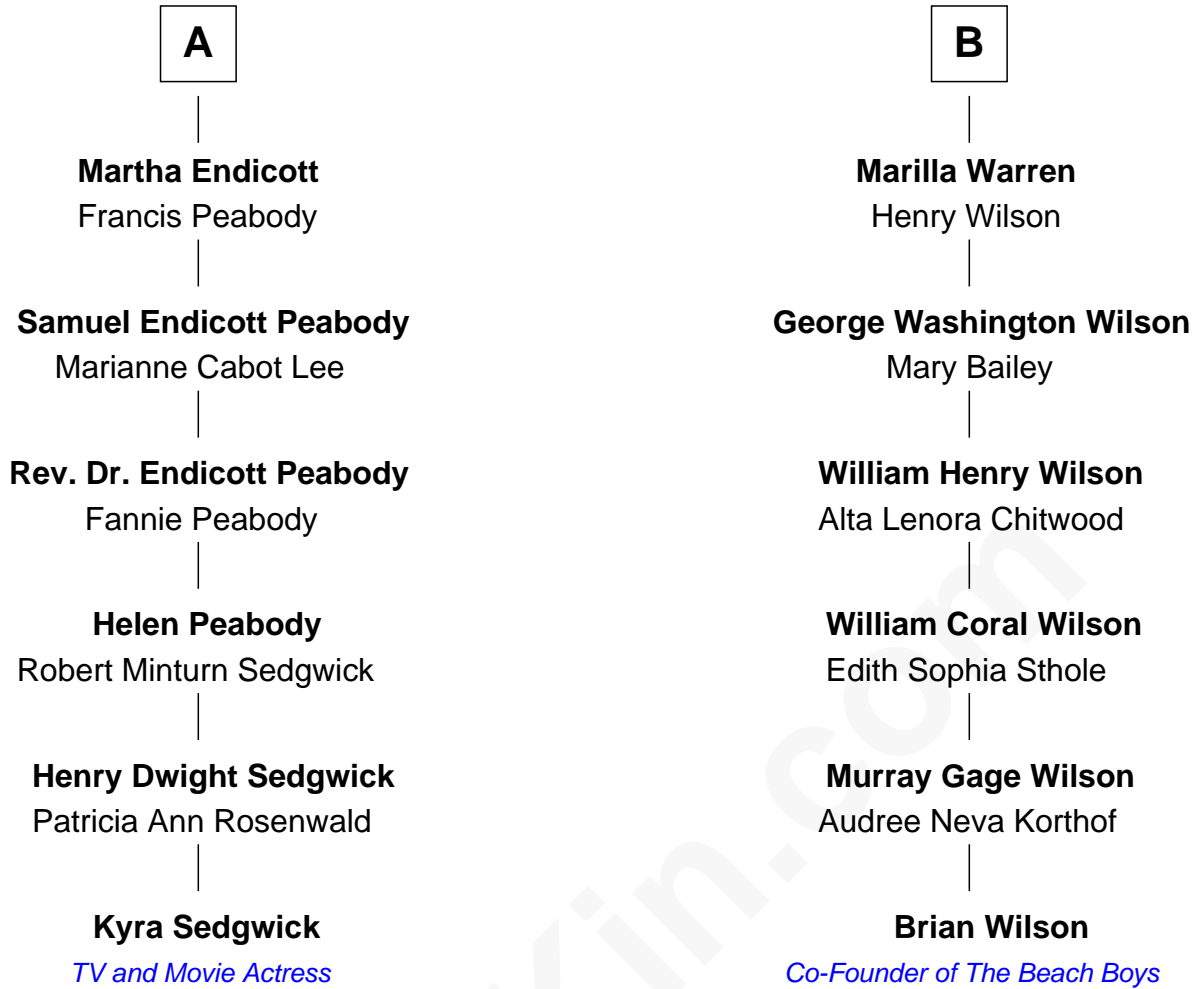 A
Martha Endicott
Francis Peabody
Samuel Endicott Peabody
Marianne Cabot Lee
Rev. Dr. Endicott Peabody
Fannie Peabody
Helen Peabody
Robert Minturn Sedgwick
Henry Dwight Sedgwick
Patricia Ann Rosenwald
Kyra Sedgwick
TV and Movie Actress
B
Marilla Warren
Henry Wilson
George Washington Wilson
Mary Bailey
William Henry Wilson
Alta Lenora Chitwood
William Coral Wilson
Edith Sophia Sthole
Murray Gage Wilson
Audree Neva Korthof
Brian Wilson
Co-Founder of The Beach Boys
Kin.com